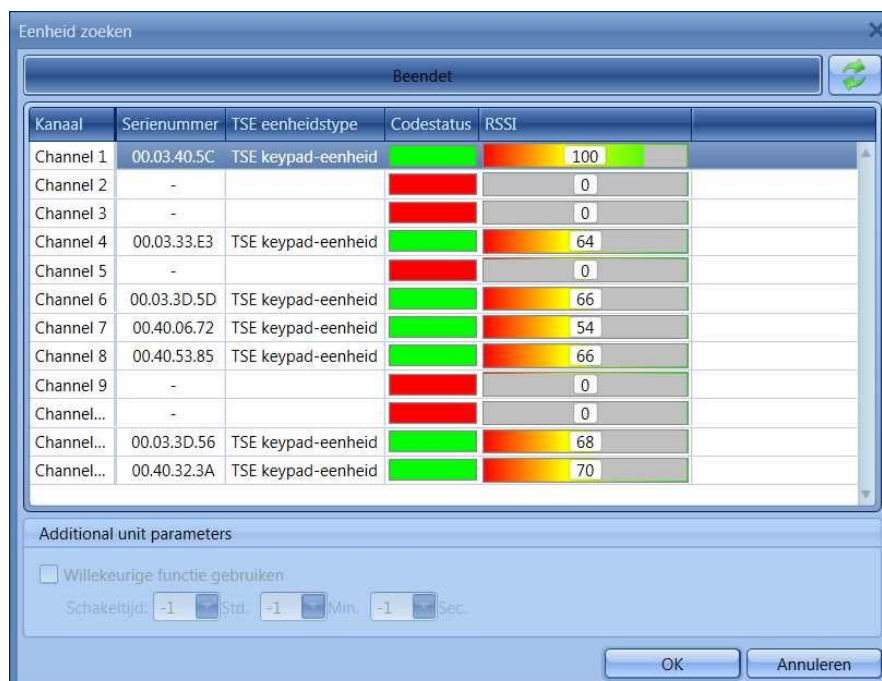 Eenheid zoeken
Beendet
Kanaal Serienummer TSE eenheidstype Codestatus RSSI
Channel 1 00.03.40.5C TSE keypad-eenheid 100
Channel 2 - 0
Channel 3 - 0
Channel 4 00.03.33.E3 TSE keypad-eenheid 64
Channel 5 - 0
Channel 6 00.03.3D.5D TSE keypad-eenheid 66
Channel 7 00.40.06.72 TSE keypad-eenheid 54
Channel 8 00.40.53.85 TSE keypad-eenheid 66
Channel 9 - 0
Channel... - 0
Channel... 00.03.3D.56 TSE keypad-eenheid 68
Channel... 00.40.32.3A TSE keypad-eenheid 70
Additional unit parameters
Willekeurige functie gebruiken
Schakeltijd: -1 Std. -1 Min. -1 Sec.
OK Annuleren